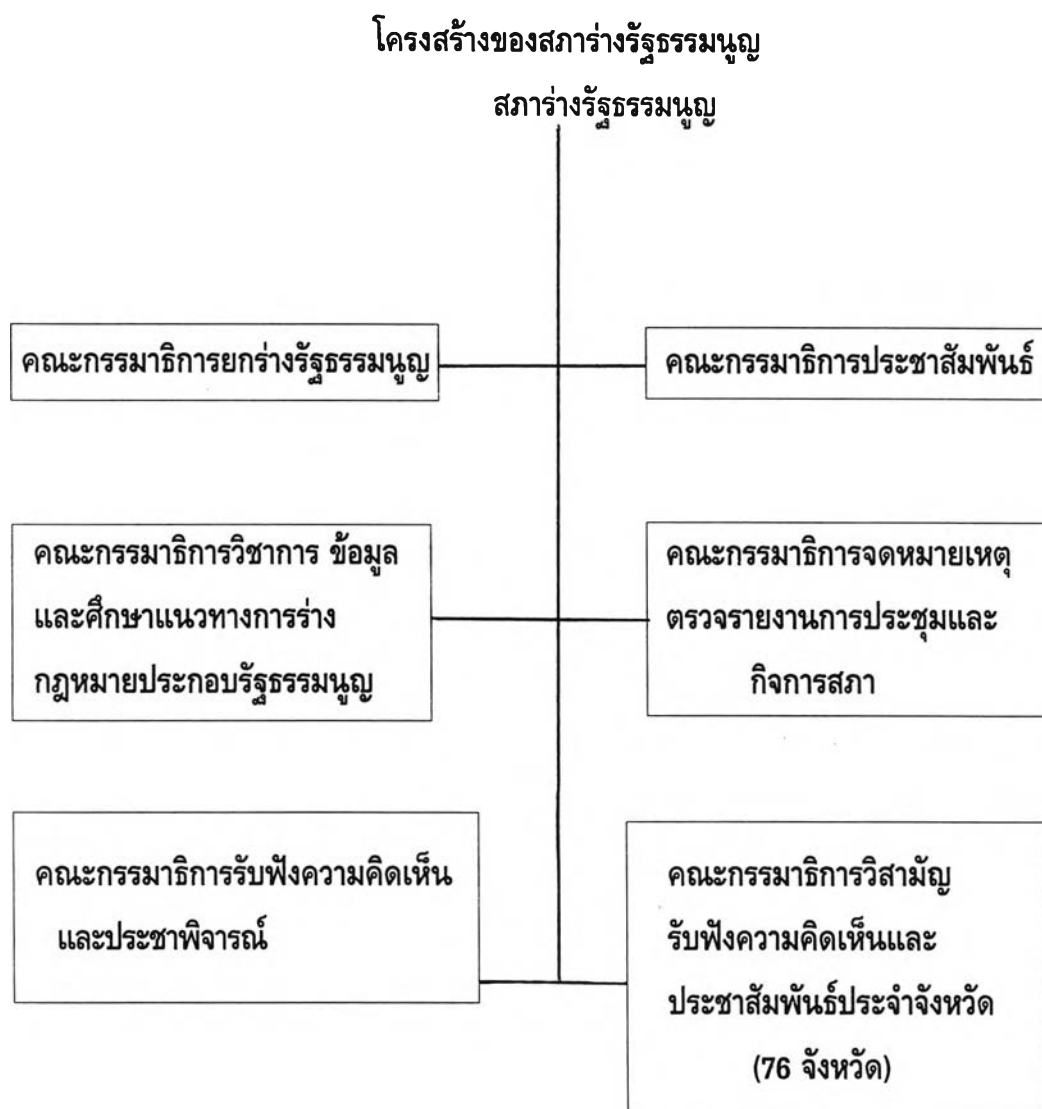 โครงสร้างของสภาร่างรัฐธรรมนูญ
สภาร่างรัฐธรรมนูญ
คณะกรรมาธิการยกร่างรัฐธรรมนูญ
คณะกรรมาธิการประชาสัมพันธ์
คณะกรรมาธิการวิชาการ ข้อมูล
และศึกษาแนวทางการร่าง
กฎหมายประกอบรัฐธรรมนูญ
คณะกรรมาธิการจดหมายเหตุ
ตรวจรายงานการประชุมและ
กิจการสภา
คณะกรรมาธิการรับฟังความคิดเห็น
และประชาพิจารณ์
คณะกรรมาธิการวิสามัญ
รับฟังความคิดเห็นและ
ประชาสัมพันธ์ประจำจังหวัด
(76 จังหวัด)